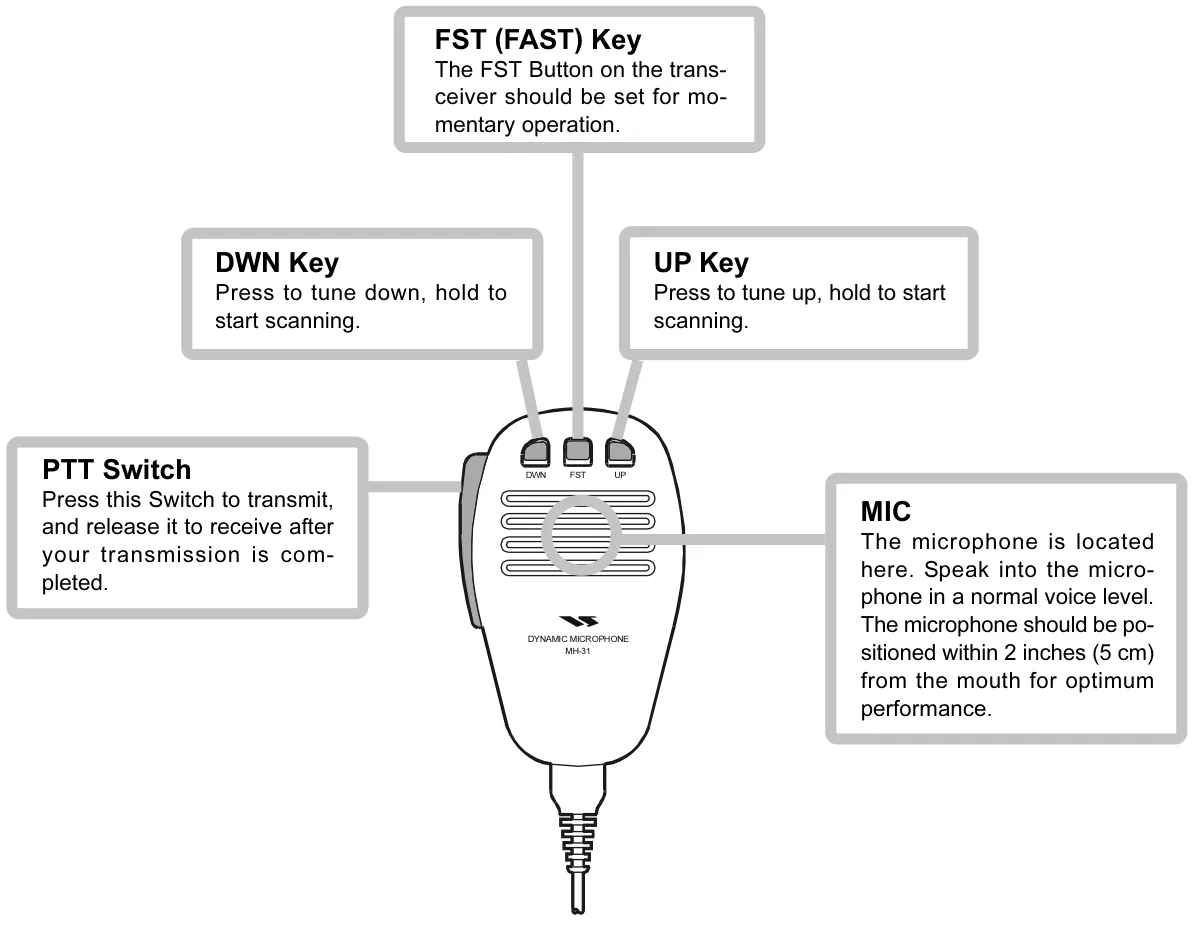 FST (FAST) Key
The FST Button on the trans-
ceiver should be set for mo-
mentary operation.
DWN Key
Press to tune down, hold to
start scanning.
UP Key
Press to tune up, hold to start
scanning.
PTT Switch
Press this Switch to transmit,
and release it to receive after
your transmission is com-
pleted.
DWN
FST
UP
MIC
The microphone is located
here. Speak into the micro-
phone in a normal voice level.
The microphone should be po-
sitioned within 2 inches (5 cm)
from the mouth for optimum
performance.
DYNAMIC MICROPHONE
MH-31